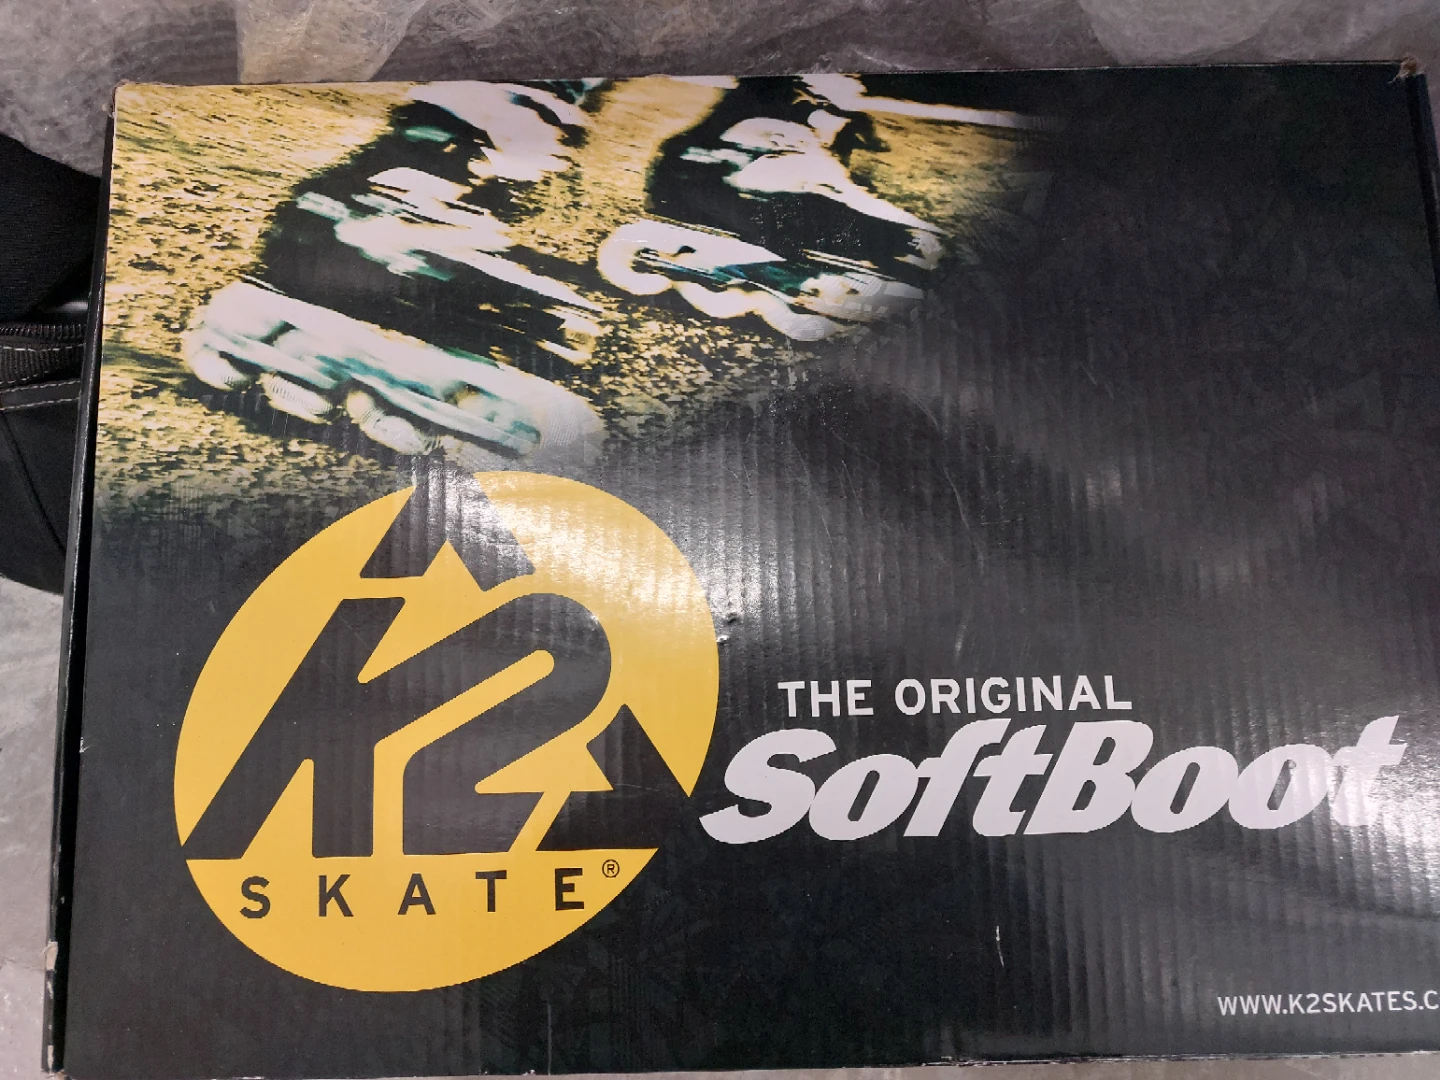 K2
SKATE®
THE ORIGINAL
SoftBoot
WWW.K2SKATES.C